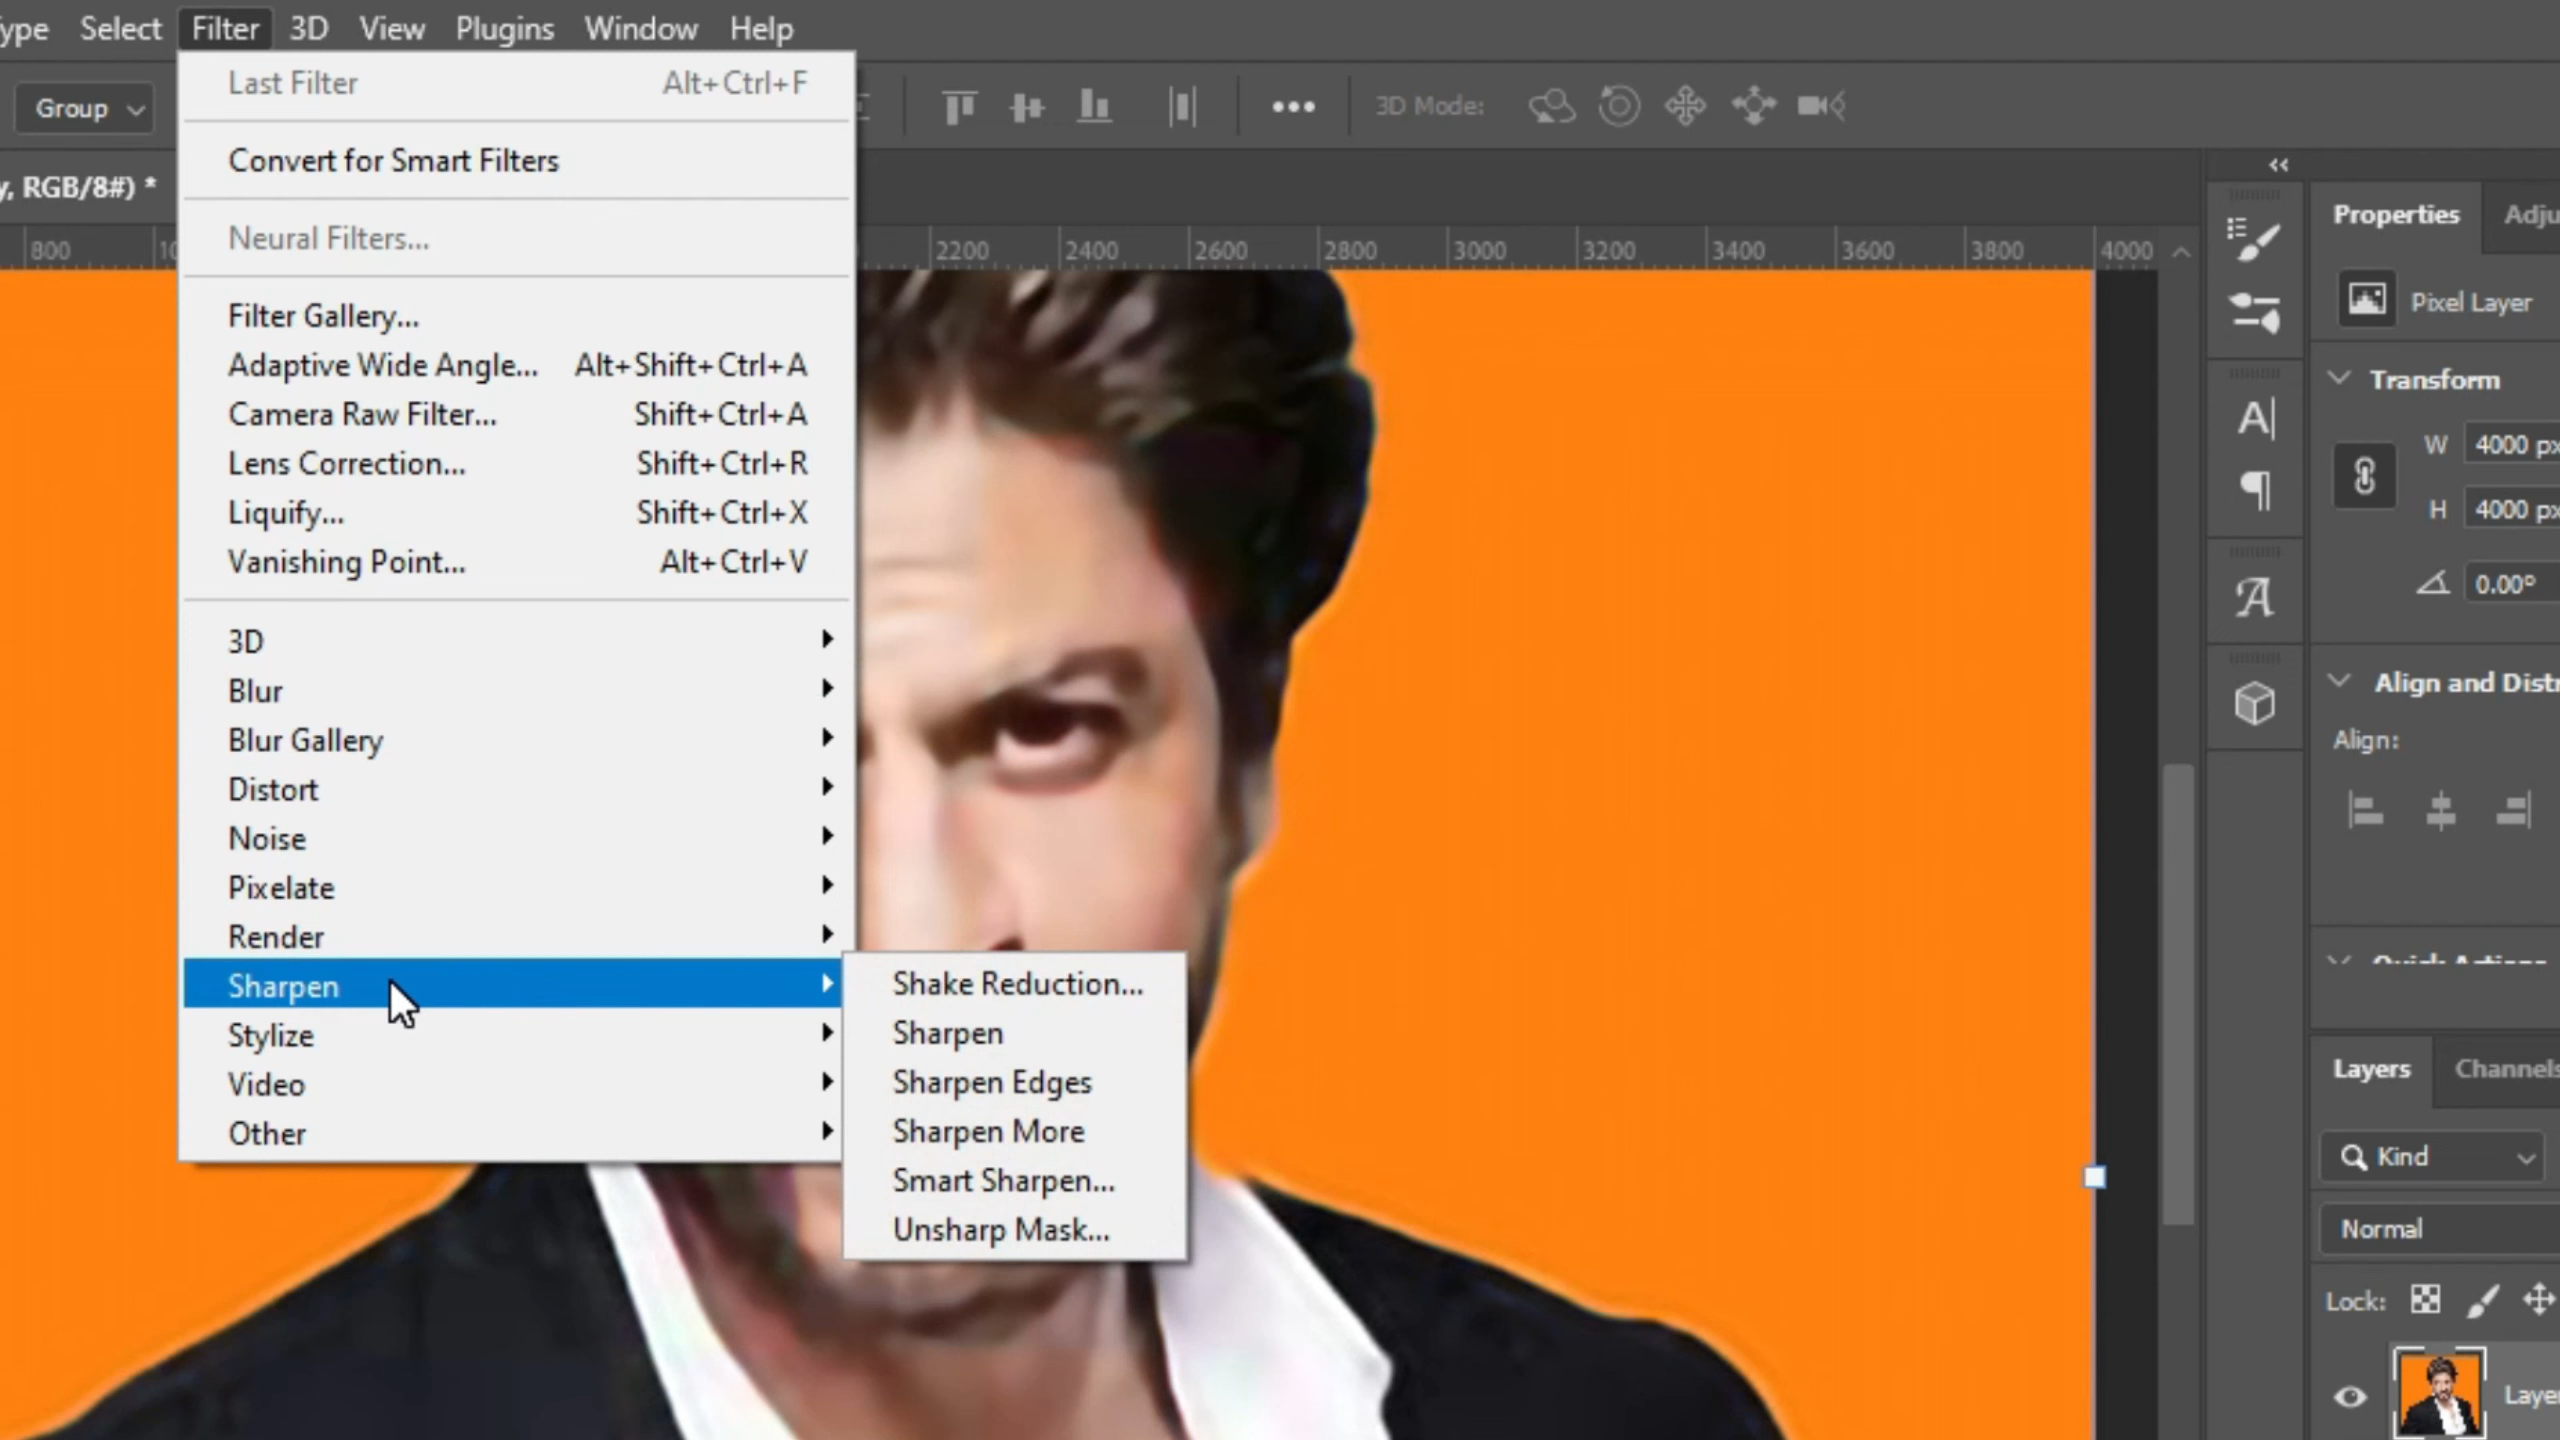 Select Filter 3D View Plugins Window Help
Group
3D Mode:
RGB/8#) *
800 2200 2400 2600 2800 3000 3200 3400 3600 3800 4000
Last Filter Alt+Ctrl+F
Convert for Smart Filters
Neural Filters...
Filter Gallery...
Adaptive Wide Angle... Alt+Shift+Ctrl+A
Camera Raw Filter... Shift+Ctrl+A
Lens Correction... Shift+Ctrl+R
Liquify... Shift+Ctrl+X
Vanishing Point... Alt+Ctrl+V
3D
Blur
Blur Gallery
Distort
Noise
Pixelate
Render
Sharpen
Stylize
Video
Other
Shake Reduction...
Sharpen
Sharpen Edges
Sharpen More
Smart Sharpen...
Unsharp Mask...
Properties
Pixel Layer
Transform
W 4000 px
H 4000 px
0.00°
Align and
Align:
Layers Channels
Kind
Normal
Lock: